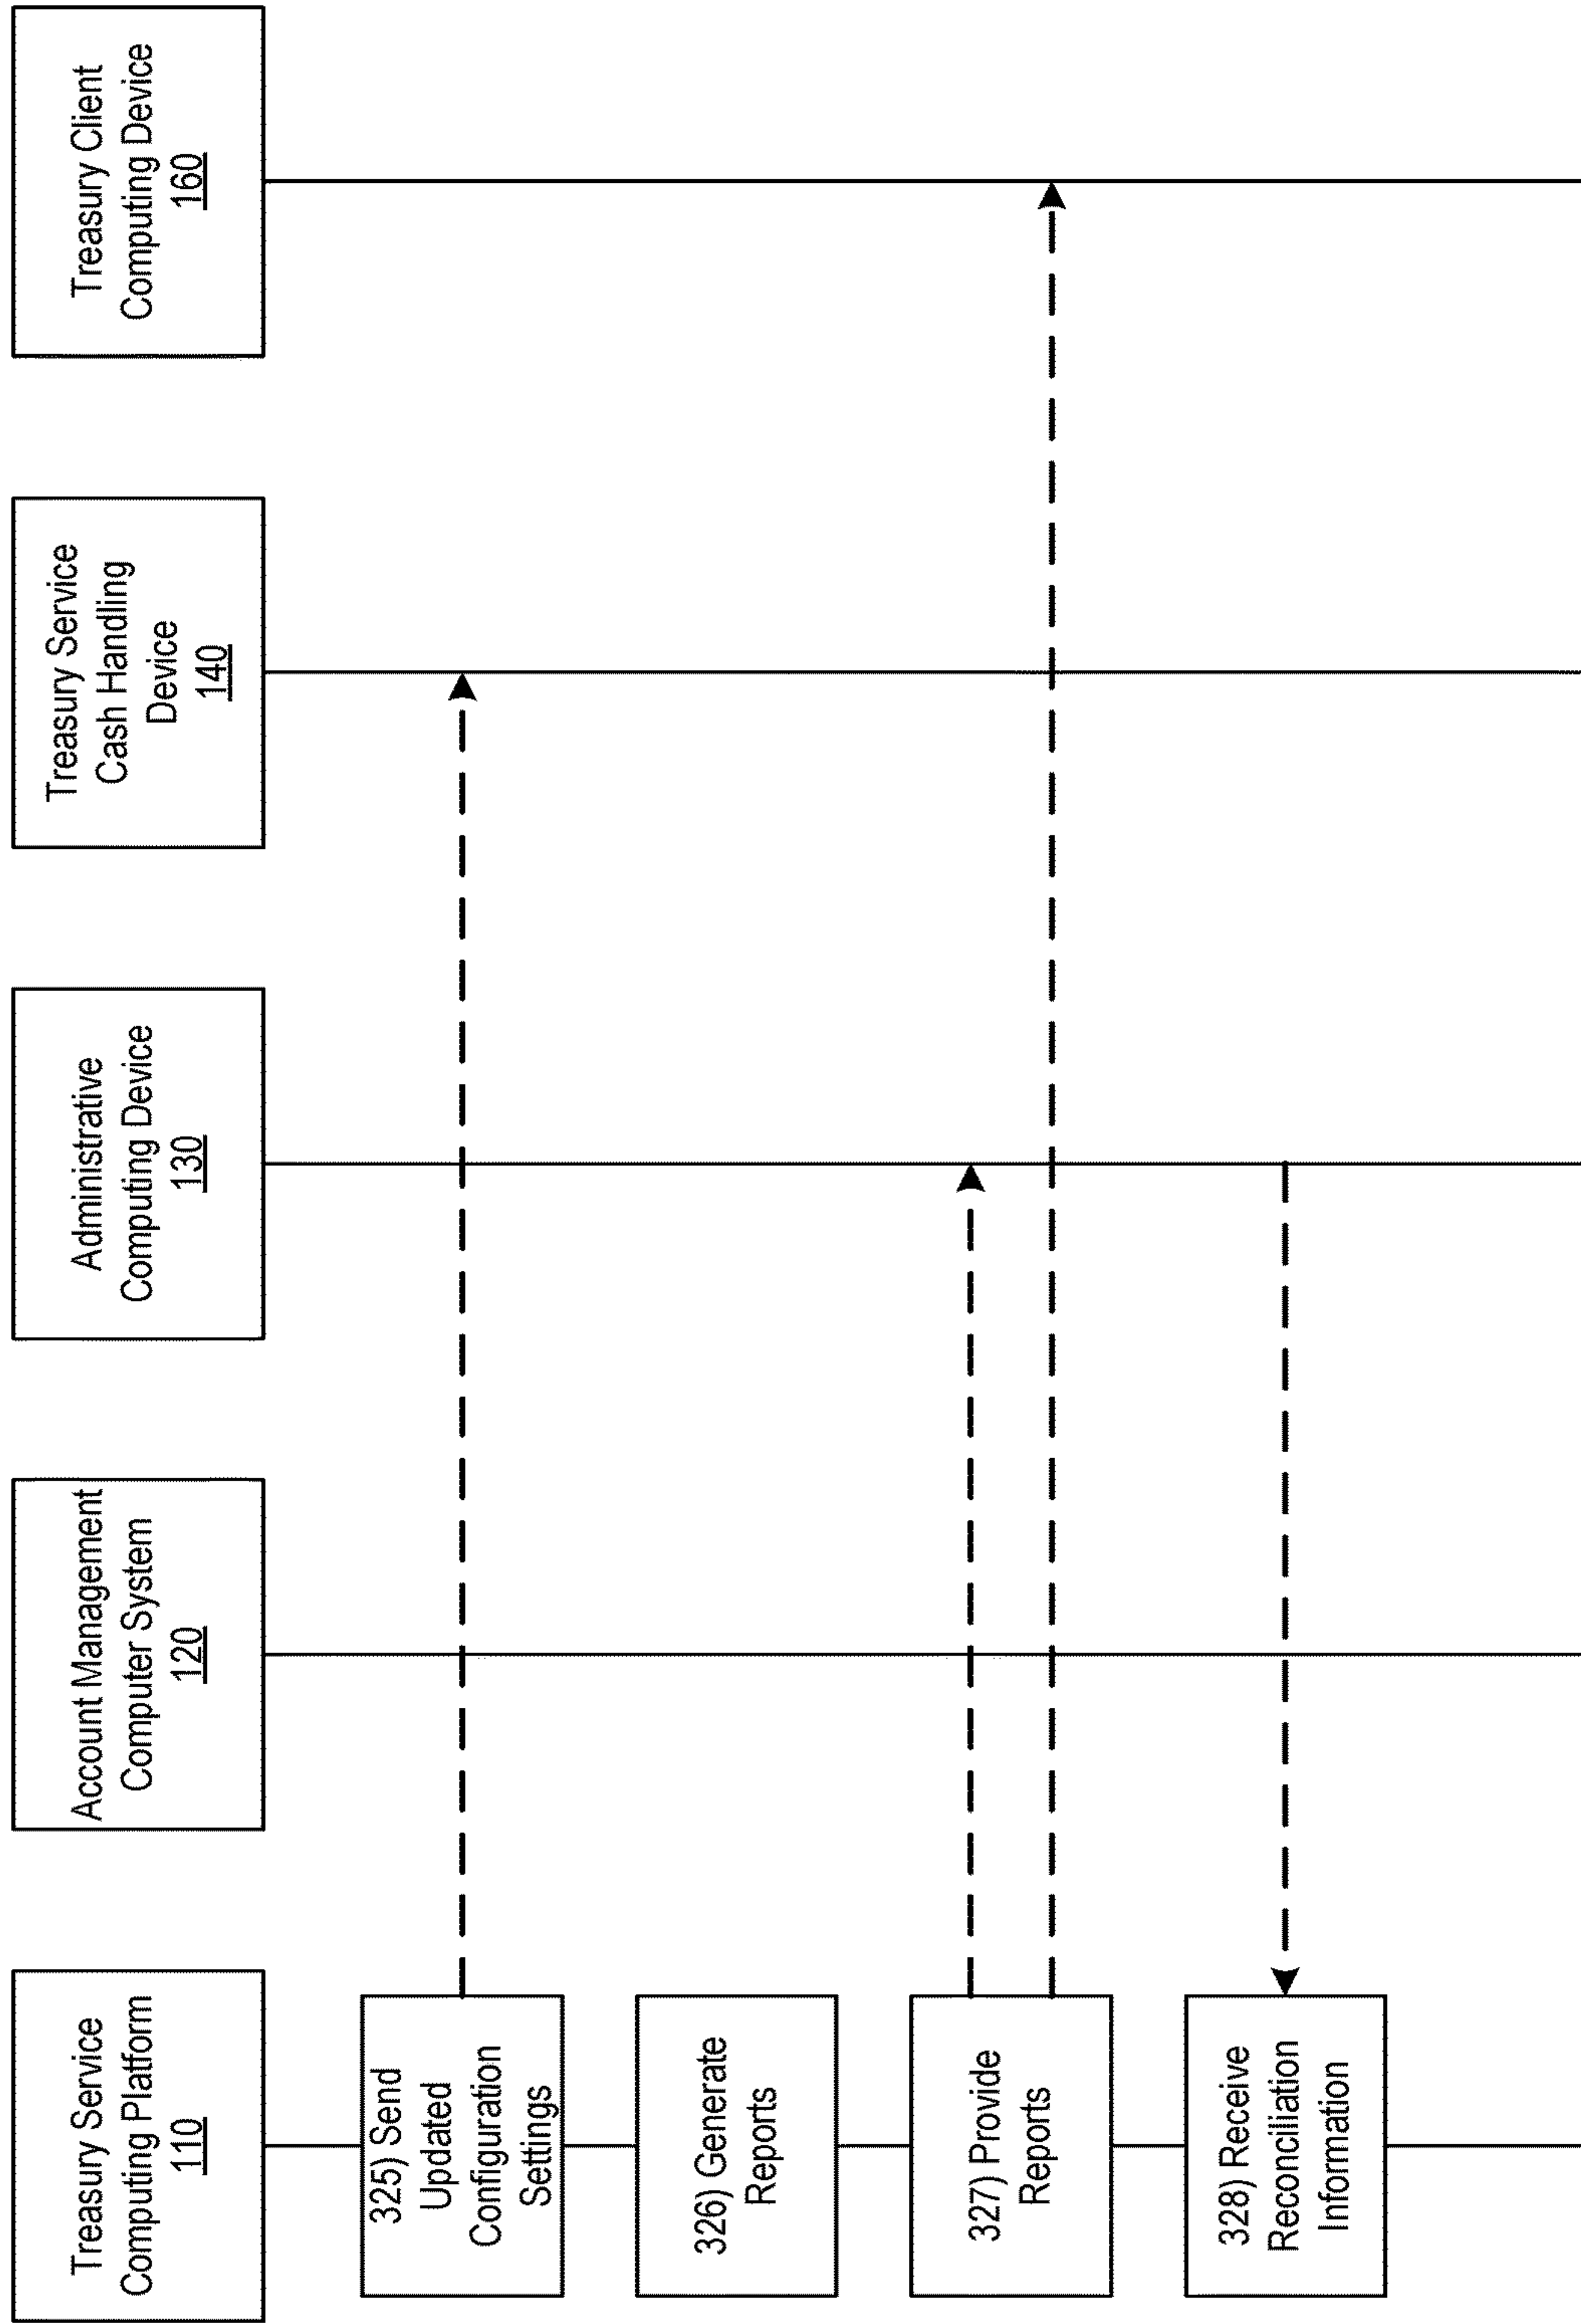 Treasury Service
Computing Platform
110
Account Management
Computer System
120
Administrative
Computing Device
130
Treasury Service
Cash Handling
Device
140
Treasury Client
Computing Device
160
325) Send
Updated
Configuration
Settings
326) Generate
Reports
327) Provide
Reports
328) Receive
Reconciliation
Information